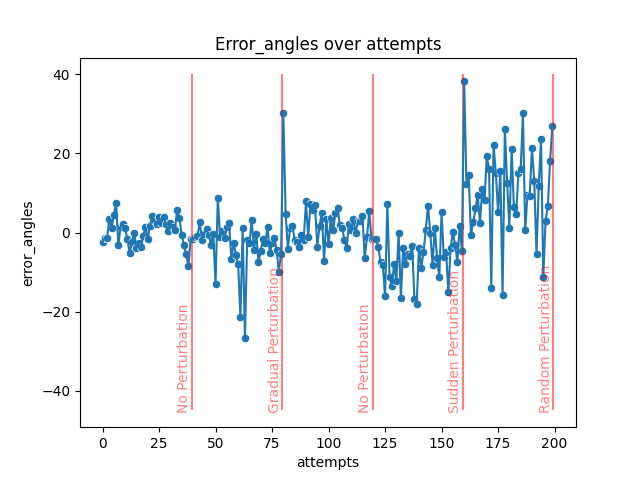 Error_angles over attempts
error_angles
40
20
0
−20
−40
No Perturbation
Gradual Perturbation
No Perturbation
Sudden Perturbation
Random Perturbation
0 25 50 75 100 125 150 175 200
attempts